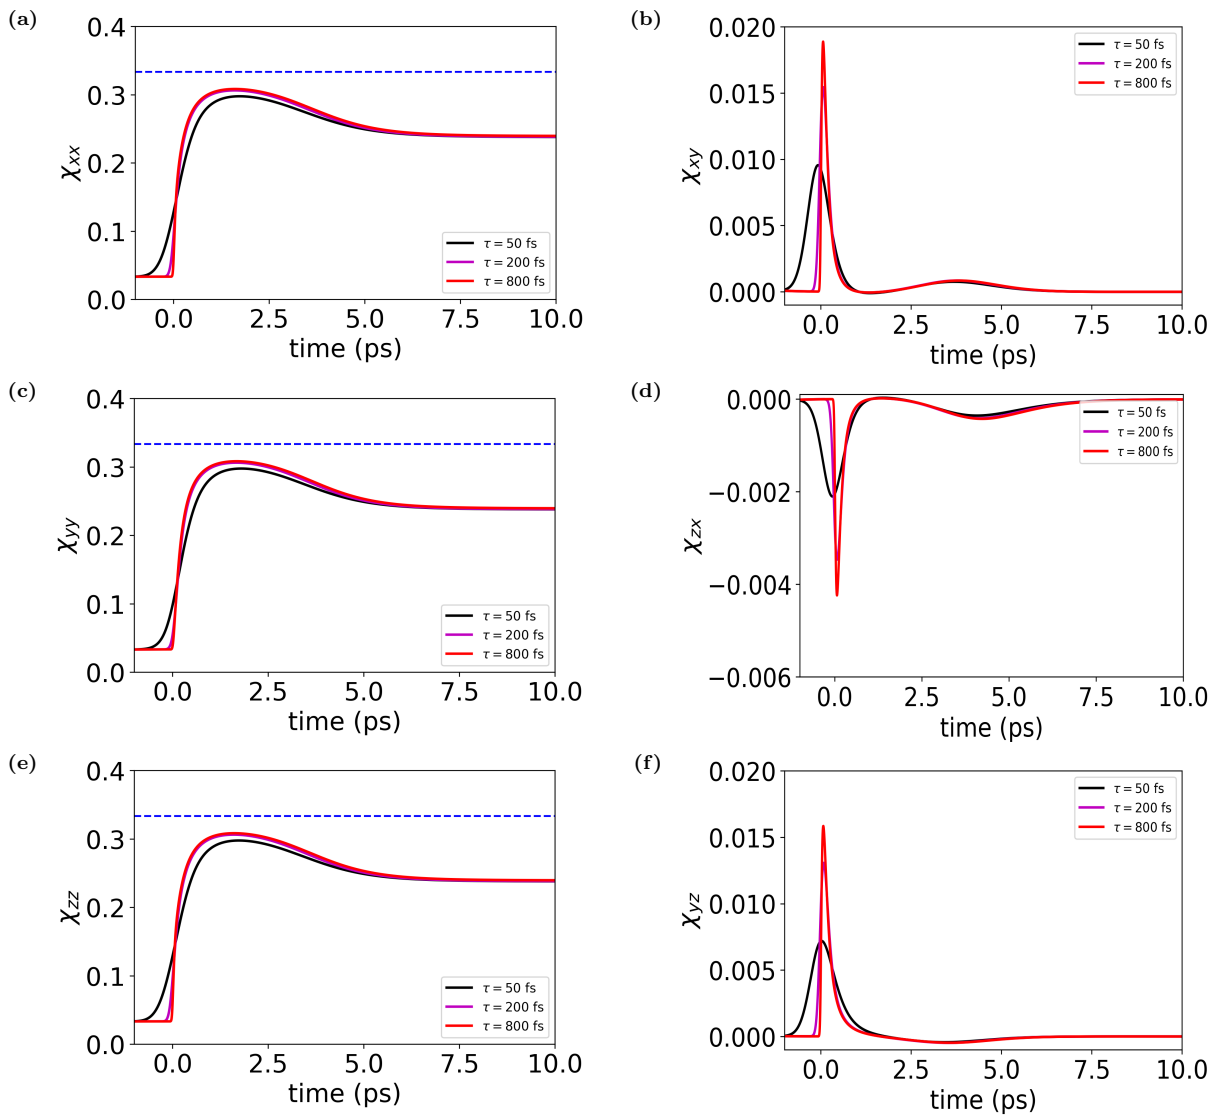 (a)
0.4
0.3
0.2
0.1
0.0
χxx
τ = 50 fs
τ = 200 fs
τ = 800 fs
0.0 2.5 5.0 7.5 10.0
time (ps)
(b)
0.020
0.015
0.010
0.005
0.000
χxy
τ = 50 fs
τ = 200 fs
τ = 800 fs
0.0 2.5 5.0 7.5 10.0
time (ps)
(c)
0.4
0.3
0.2
0.1
0.0
χyy
τ = 50 fs
τ = 200 fs
τ = 800 fs
0.0 2.5 5.0 7.5 10.0
time (ps)
(d)
0.000
−0.002
−0.004
−0.006
χzx
τ = 50 fs
τ = 200 fs
τ = 800 fs
0.0 2.5 5.0 7.5 10.0
time (ps)
(e)
0.4
0.3
0.2
0.1
0.0
χzz
τ = 50 fs
τ = 200 fs
τ = 800 fs
0.0 2.5 5.0 7.5 10.0
time (ps)
(f)
0.020
0.015
0.010
0.005
0.000
χyz
τ = 50 fs
τ = 200 fs
τ = 800 fs
0.0 2.5 5.0 7.5 10.0
time (ps)